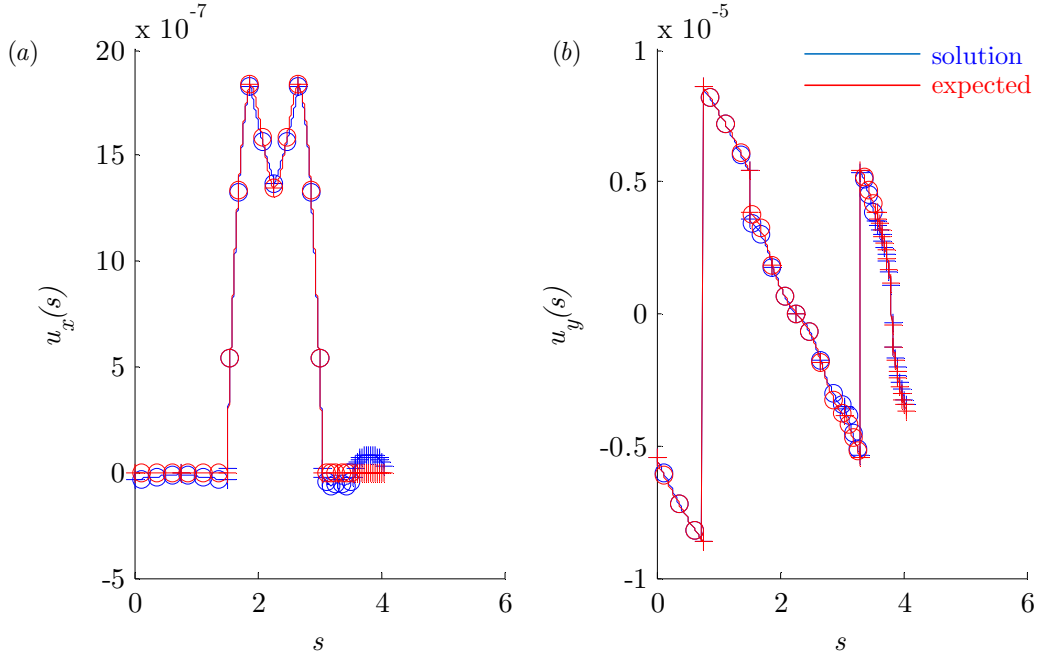 (a)
x 10^-7
20
15
10
5
0
-5
0 2 4 6
u_x(s)
s
(b)
x 10^-5
1
0.5
0
-0.5
-1
0 2 4 6
u_y(s)
s
solution
expected